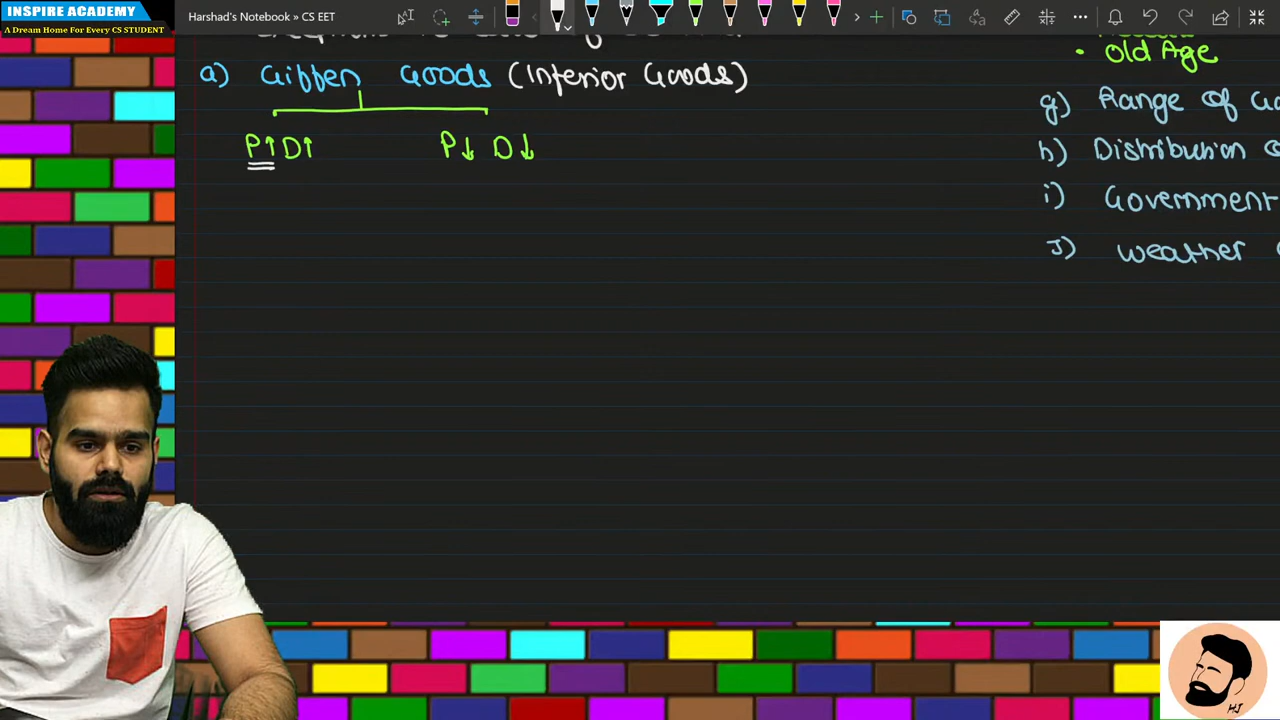 INSPIRE ACADEMY
A Dream Home For Every CS STUDENT
Harshad's Notebook » CS EET
a) Giffen Goods (Inferior Goods)
P↑ D↑ P↓ D↓
• Old Age
g) Range of
h) Distribution
i) Government
J) Weather
HJ